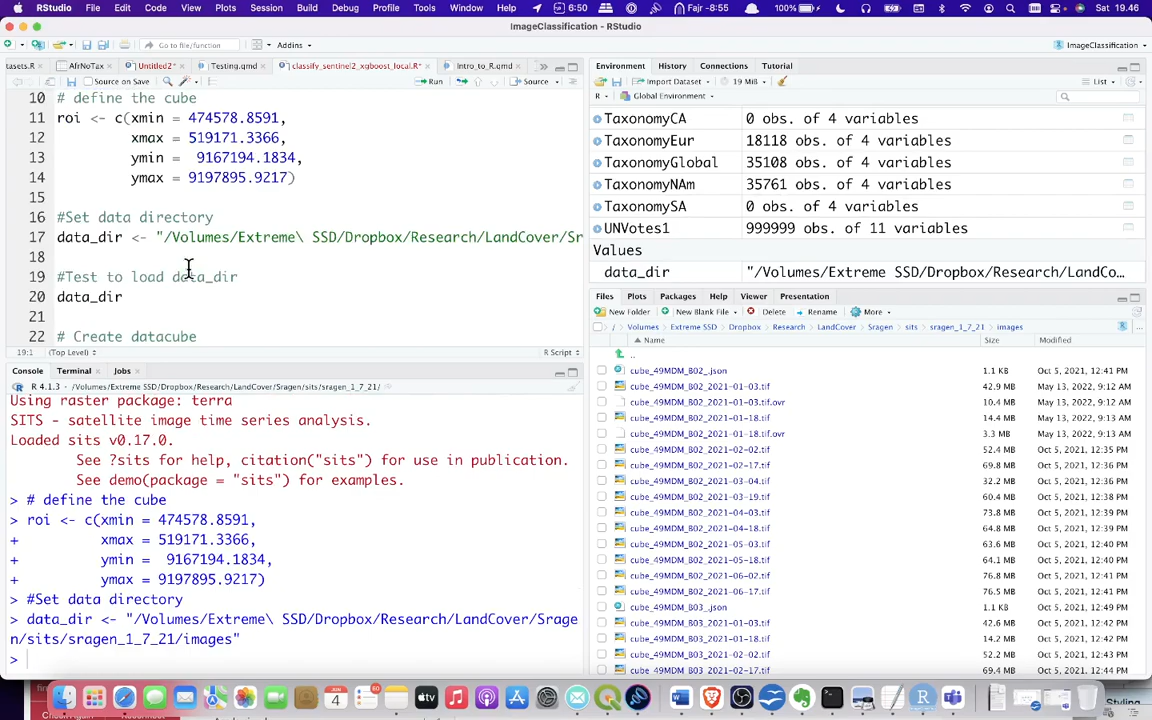 RStudio File Edit Code View Plots Session Build Debug Profile Tools Window Help 6:50 Fajr -8:55 100% Sat 19.46
ImageClassification - RStudio
Go to file/function Addins ImageClassification
tasets.R AfrNoTax Untitled2* Testing.qmd classify_sentinel2_xgboost_local.R* Intro_to_R.qmd
Source on Save Run Source
10 # define the cube
11 roi <- c(xmin = 474578.8591,
12 xmax = 519171.3366,
13 ymin = 9167194.1834,
14 ymax = 9197895.9217)
15
16 #Set data directory
17 data_dir <- "/Volumes/Extreme\ SSD/Dropbox/Research/LandCover/Sr
18
19 #Test to load data_dir
20 data_dir
21
22 # Create datacube
19:1 (Top Level) R Script
Console Terminal Jobs
R 4.1.3 · /Volumes/Extreme SSD/Dropbox/Research/LandCover/Sragen/sits/sragen_1_7_21/
Using raster package: terra
SITS - satellite image time series analysis.
Loaded sits v0.17.0.
See ?sits for help, citation("sits") for use in publication.
See demo(package = "sits") for examples.
> # define the cube
> roi <- c(xmin = 474578.8591,
+ xmax = 519171.3366,
+ ymin = 9167194.1834,
+ ymax = 9197895.9217)
> #Set data directory
> data_dir <- "/Volumes/Extreme\ SSD/Dropbox/Research/LandCover/Srage
n/sits/sragen_1_7_21/images"
>
Environment History Connections Tutorial
Import Dataset 19 MiB List
R Global Environment
TaxonomyCA 0 obs. of 4 variables
TaxonomyEur 18118 obs. of 4 variables
TaxonomyGlobal 35108 obs. of 4 variables
TaxonomyNAm 35761 obs. of 4 variables
TaxonomySA 0 obs. of 4 variables
UNVotes1 999999 obs. of 11 variables
Values
data_dir "/Volumes/Extreme SSD/Dropbox/Research/LandCo…
Files Plots Packages Help Viewer Presentation
New Folder New Blank File Delete Rename More
/ Volumes Extreme SSD Dropbox Research LandCover Sragen sits sragen_1_7_21 images
Name Size Modified
..
cube_49MDM_B02_.json 1.1 KB Oct 5, 2021, 12:41 PM
cube_49MDM_B02_2021-01-03.tif 42.9 MB May 13, 2022, 9:12 AM
cube_49MDM_B02_2021-01-03.tif.ovr 10.4 MB May 13, 2022, 9:12 AM
cube_49MDM_B02_2021-01-18.tif 14.4 MB May 13, 2022, 9:13 AM
cube_49MDM_B02_2021-01-18.tif.ovr 3.3 MB May 13, 2022, 9:13 AM
cube_49MDM_B02_2021-02-02.tif 52.4 MB Oct 5, 2021, 12:35 PM
cube_49MDM_B02_2021-02-17.tif 69.8 MB Oct 5, 2021, 12:36 PM
cube_49MDM_B02_2021-03-04.tif 32.2 MB Oct 5, 2021, 12:36 PM
cube_49MDM_B02_2021-03-19.tif 60.4 MB Oct 5, 2021, 12:38 PM
cube_49MDM_B02_2021-04-03.tif 73.8 MB Oct 5, 2021, 12:39 PM
cube_49MDM_B02_2021-04-18.tif 64.8 MB Oct 5, 2021, 12:39 PM
cube_49MDM_B02_2021-05-03.tif 63.6 MB Oct 5, 2021, 12:40 PM
cube_49MDM_B02_2021-05-18.tif 64.1 MB Oct 5, 2021, 12:40 PM
cube_49MDM_B02_2021-06-02.tif 76.8 MB Oct 5, 2021, 12:41 PM
cube_49MDM_B02_2021-06-17.tif 76.5 MB Oct 5, 2021, 12:41 PM
cube_49MDM_B03_.json 1.1 KB Oct 5, 2021, 12:49 PM
cube_49MDM_B03_2021-01-03.tif 42.6 MB Oct 5, 2021, 12:42 PM
cube_49MDM_B03_2021-01-18.tif 14.2 MB Oct 5, 2021, 12:42 PM
cube_49MDM_B03_2021-02-02.tif 52.2 MB Oct 5, 2021, 12:43 PM
cube_49MDM_B03_2021-02-17.tif 69.4 MB Oct 5, 2021, 12:44 PM